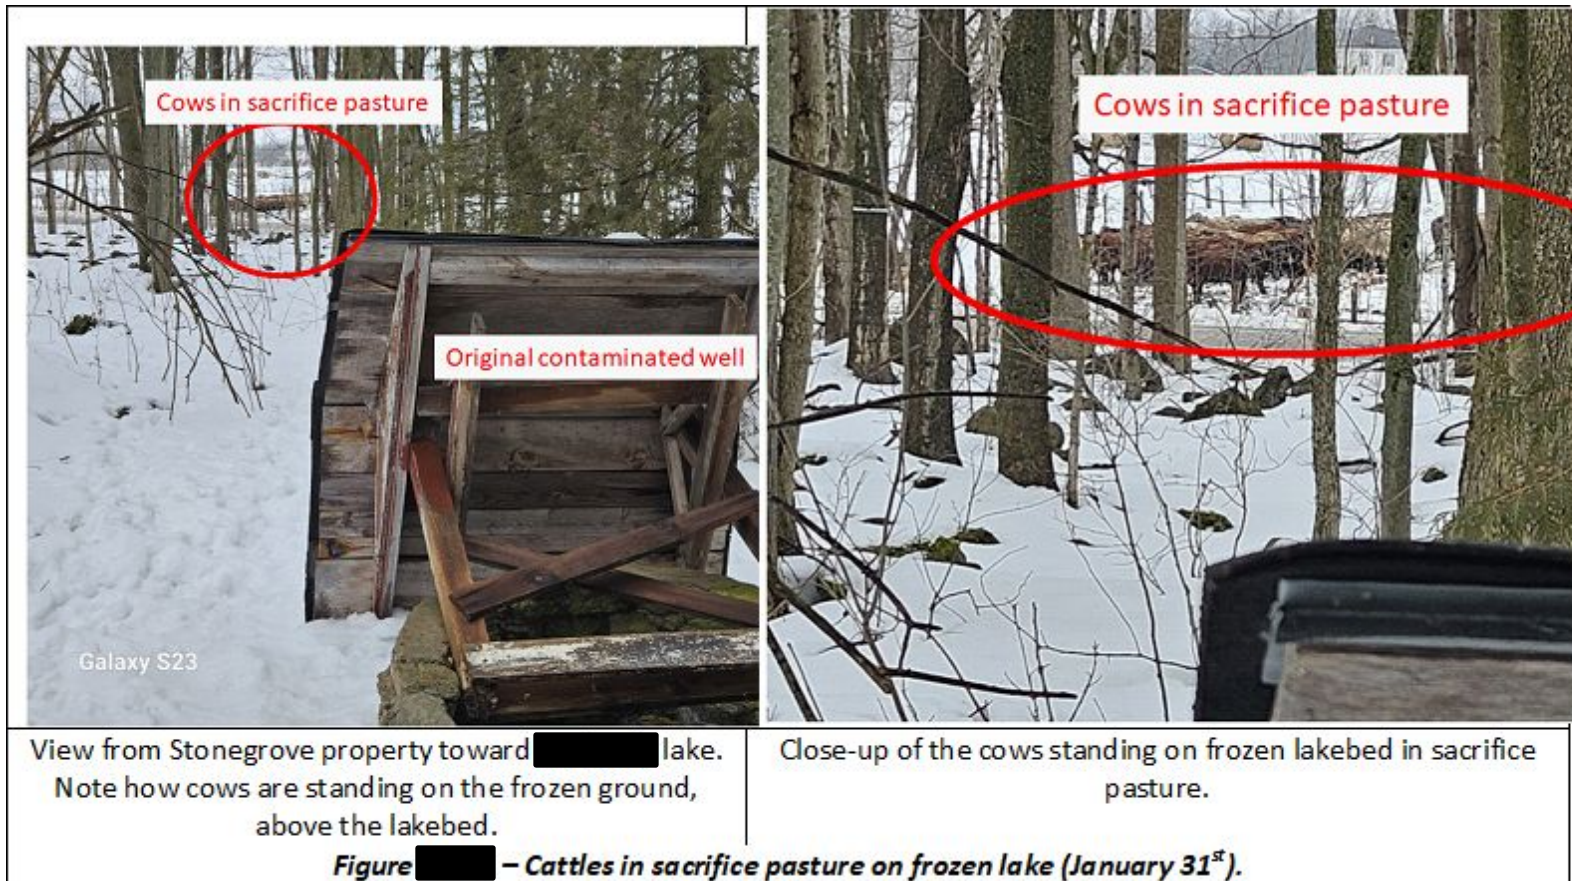 Cows in sacrifice pasture
Original contaminated well
Galaxy S23
Cows in sacrifice pasture
View from Stonegrove property toward lake.
Note how cows are standing on the frozen ground,
above the lakebed.
Close-up of the cows standing on frozen lakebed in sacrifice
pasture.
Figure – Cattles in sacrifice pasture on frozen lake (January 31st).